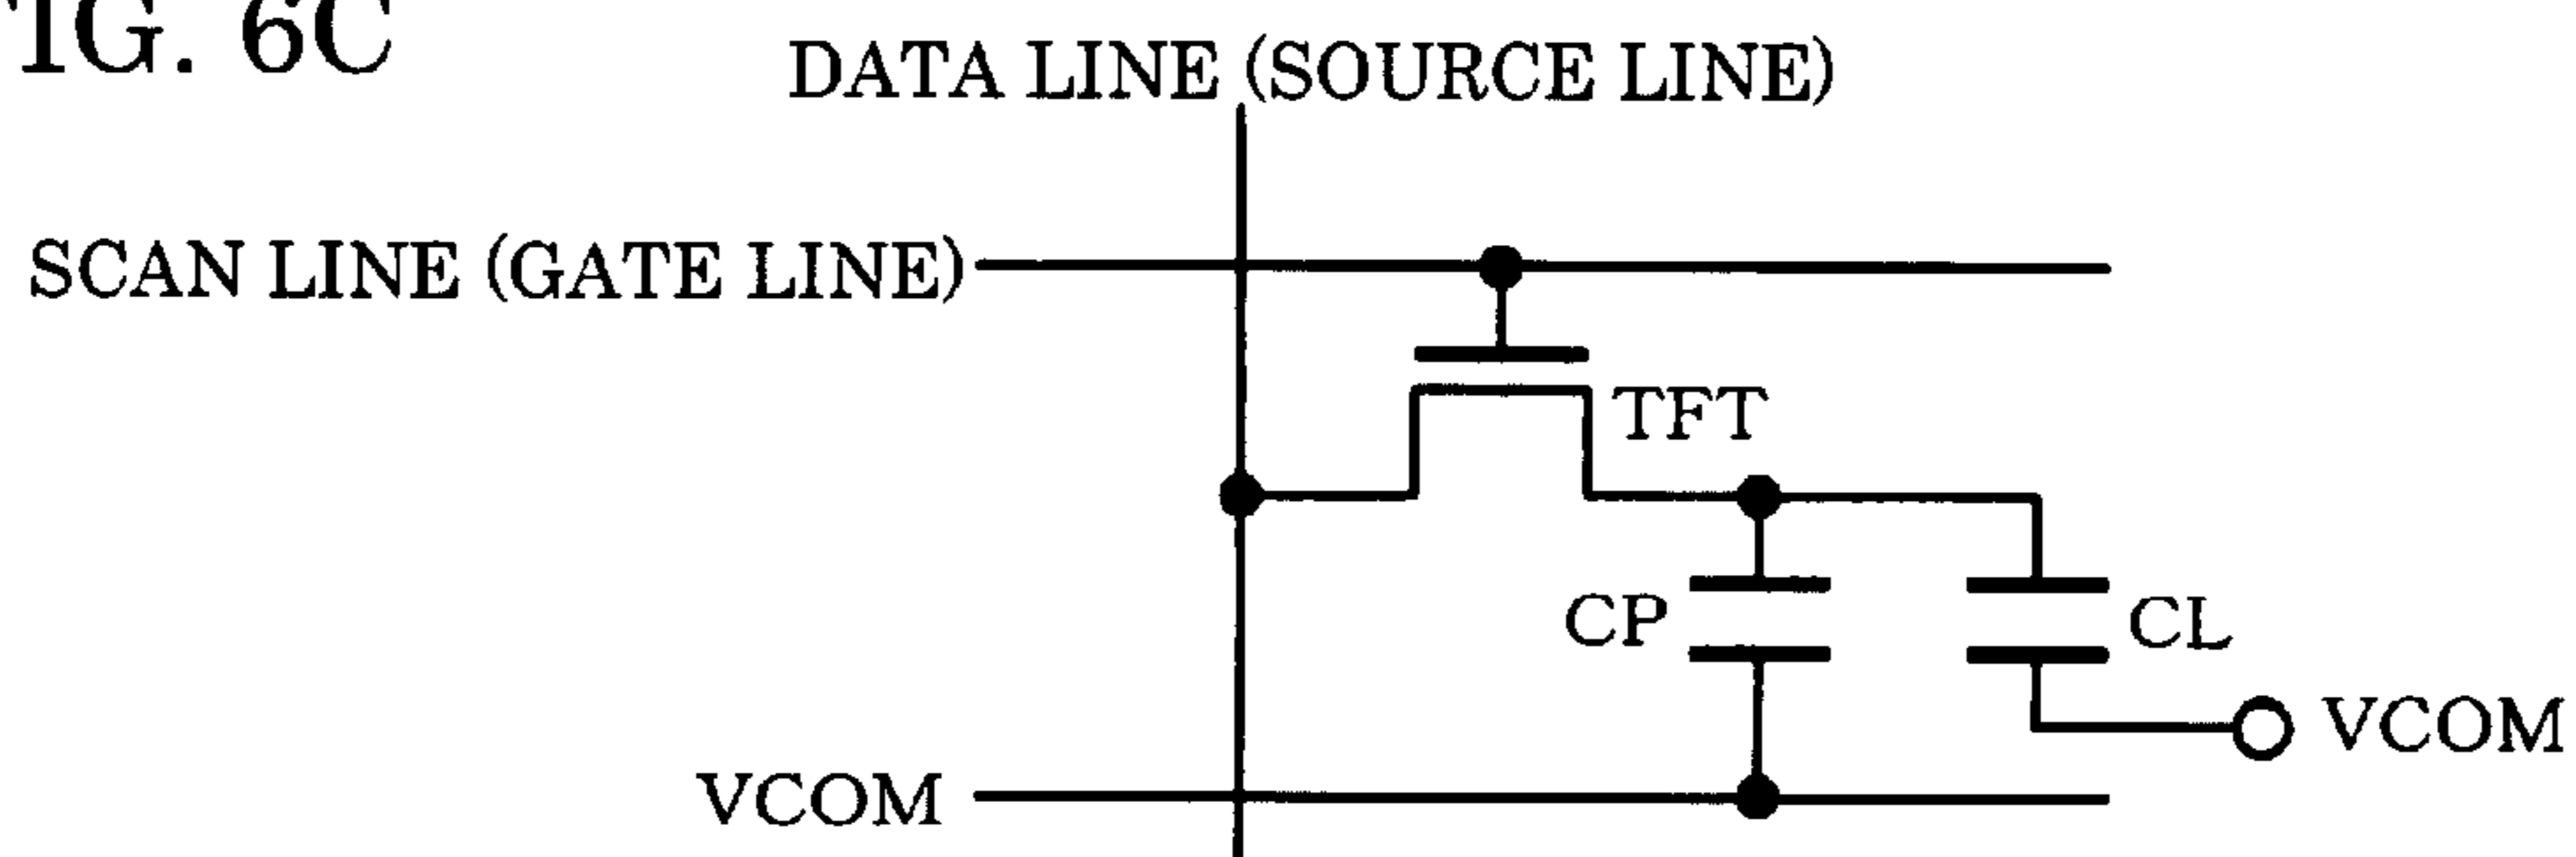 IG. 6C
DATA LINE (SOURCE LINE)
SCAN LINE (GATE LINE)
TFT
CP
CL
VCOM
VCOM